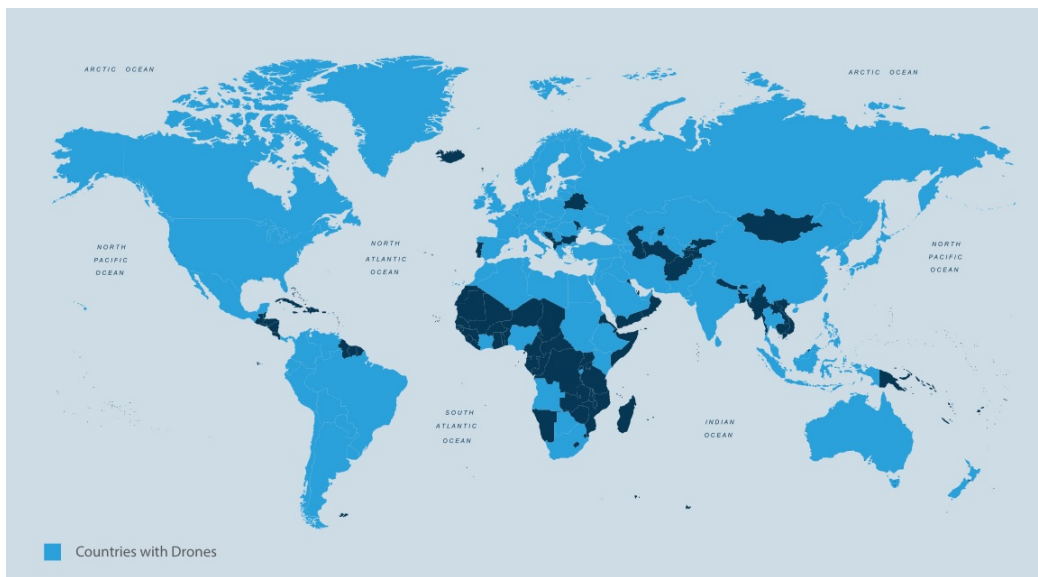 ARCTIC OCEAN
ARCTIC OCEAN
NORTH
PACIFIC
OCEAN
NORTH
ATLANTIC
OCEAN
NORTH
PACIFIC
OCEAN
SOUTH
ATLANTIC
OCEAN
INDIAN
OCEAN
Countries with Drones